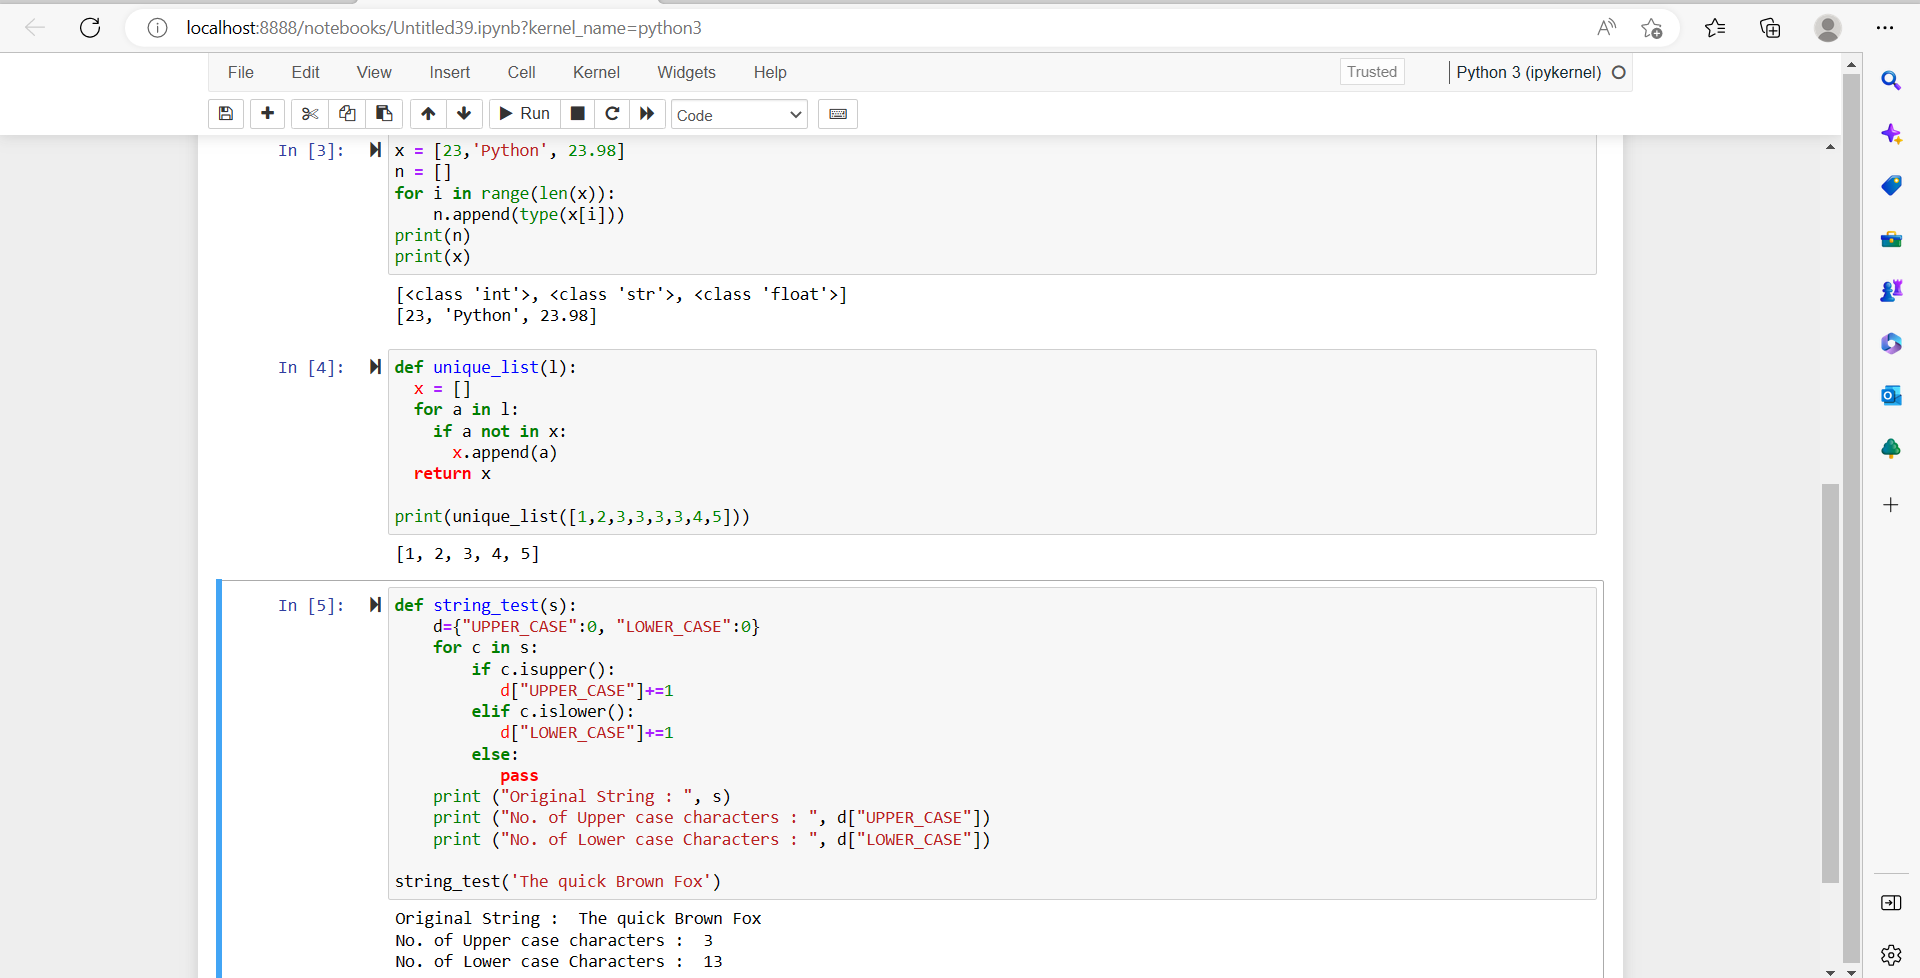 localhost:8888/notebooks/Untitled39.ipynb?kernel_name=python3
File Edit View Insert Cell Kernel Widgets Help Trusted Python 3 (ipykernel)
Run Code
In [3]: x = [23,'Python', 23.98]
n = []
for i in range(len(x)):
    n.append(type(x[i]))
print(n)
print(x)
[<class 'int'>, <class 'str'>, <class 'float'>]
[23, 'Python', 23.98]
In [4]: def unique_list(l):
  x = []
  for a in l:
    if a not in x:
      x.append(a)
  return x
print(unique_list([1,2,3,3,3,3,4,5]))
[1, 2, 3, 4, 5]
In [5]: def string_test(s):
    d={"UPPER_CASE":0, "LOWER_CASE":0}
    for c in s:
        if c.isupper():
           d["UPPER_CASE"]+=1
        elif c.islower():
           d["LOWER_CASE"]+=1
        else:
           pass
    print ("Original String : ", s)
    print ("No. of Upper case characters : ", d["UPPER_CASE"])
    print ("No. of Lower case Characters : ", d["LOWER_CASE"])
string_test('The quick Brown Fox')
Original String :  The quick Brown Fox
No. of Upper case characters :  3
No. of Lower case Characters :  13